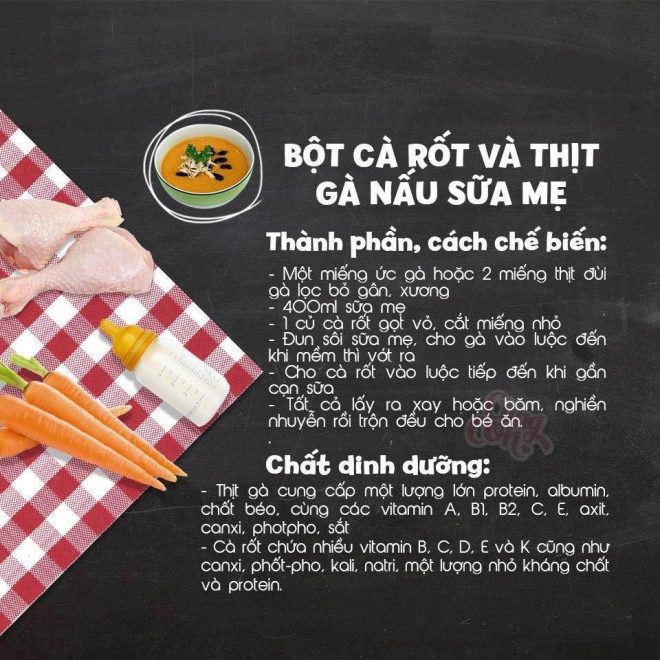 BỘT CÀ RỐT VÀ THỊT
GÀ NẤU SỮA MẸ
Thành phần, cách chế biến:
- Một miếng ức gà hoặc 2 miếng thịt đùi
gà lọc bỏ gân, xương
- 400ml sữa mẹ
- 1 củ cà rốt gọt vỏ, cắt miếng nhỏ
- Đun sôi sữa mẹ, cho gà vào luộc đến
khi mềm thì vớt ra
- Cho cà rốt vào luộc tiếp đến khi gần
cạn sữa
- Tất cả lấy ra xay hoặc băm, nghiền
nhuyễn rồi trộn đều cho bé ăn.
.
Chất dinh dưỡng:
- Thịt gà cung cấp một lượng lớn protein, albumin,
chất béo, cùng các vitamin A, B1, B2, C, E, axit,
canxi, photpho, sắt
- Cà rốt chứa nhiều vitamin B, C, D, E và K cũng như
canxi, phốt-pho, kali, natri, một lượng nhỏ kháng chất
và protein.